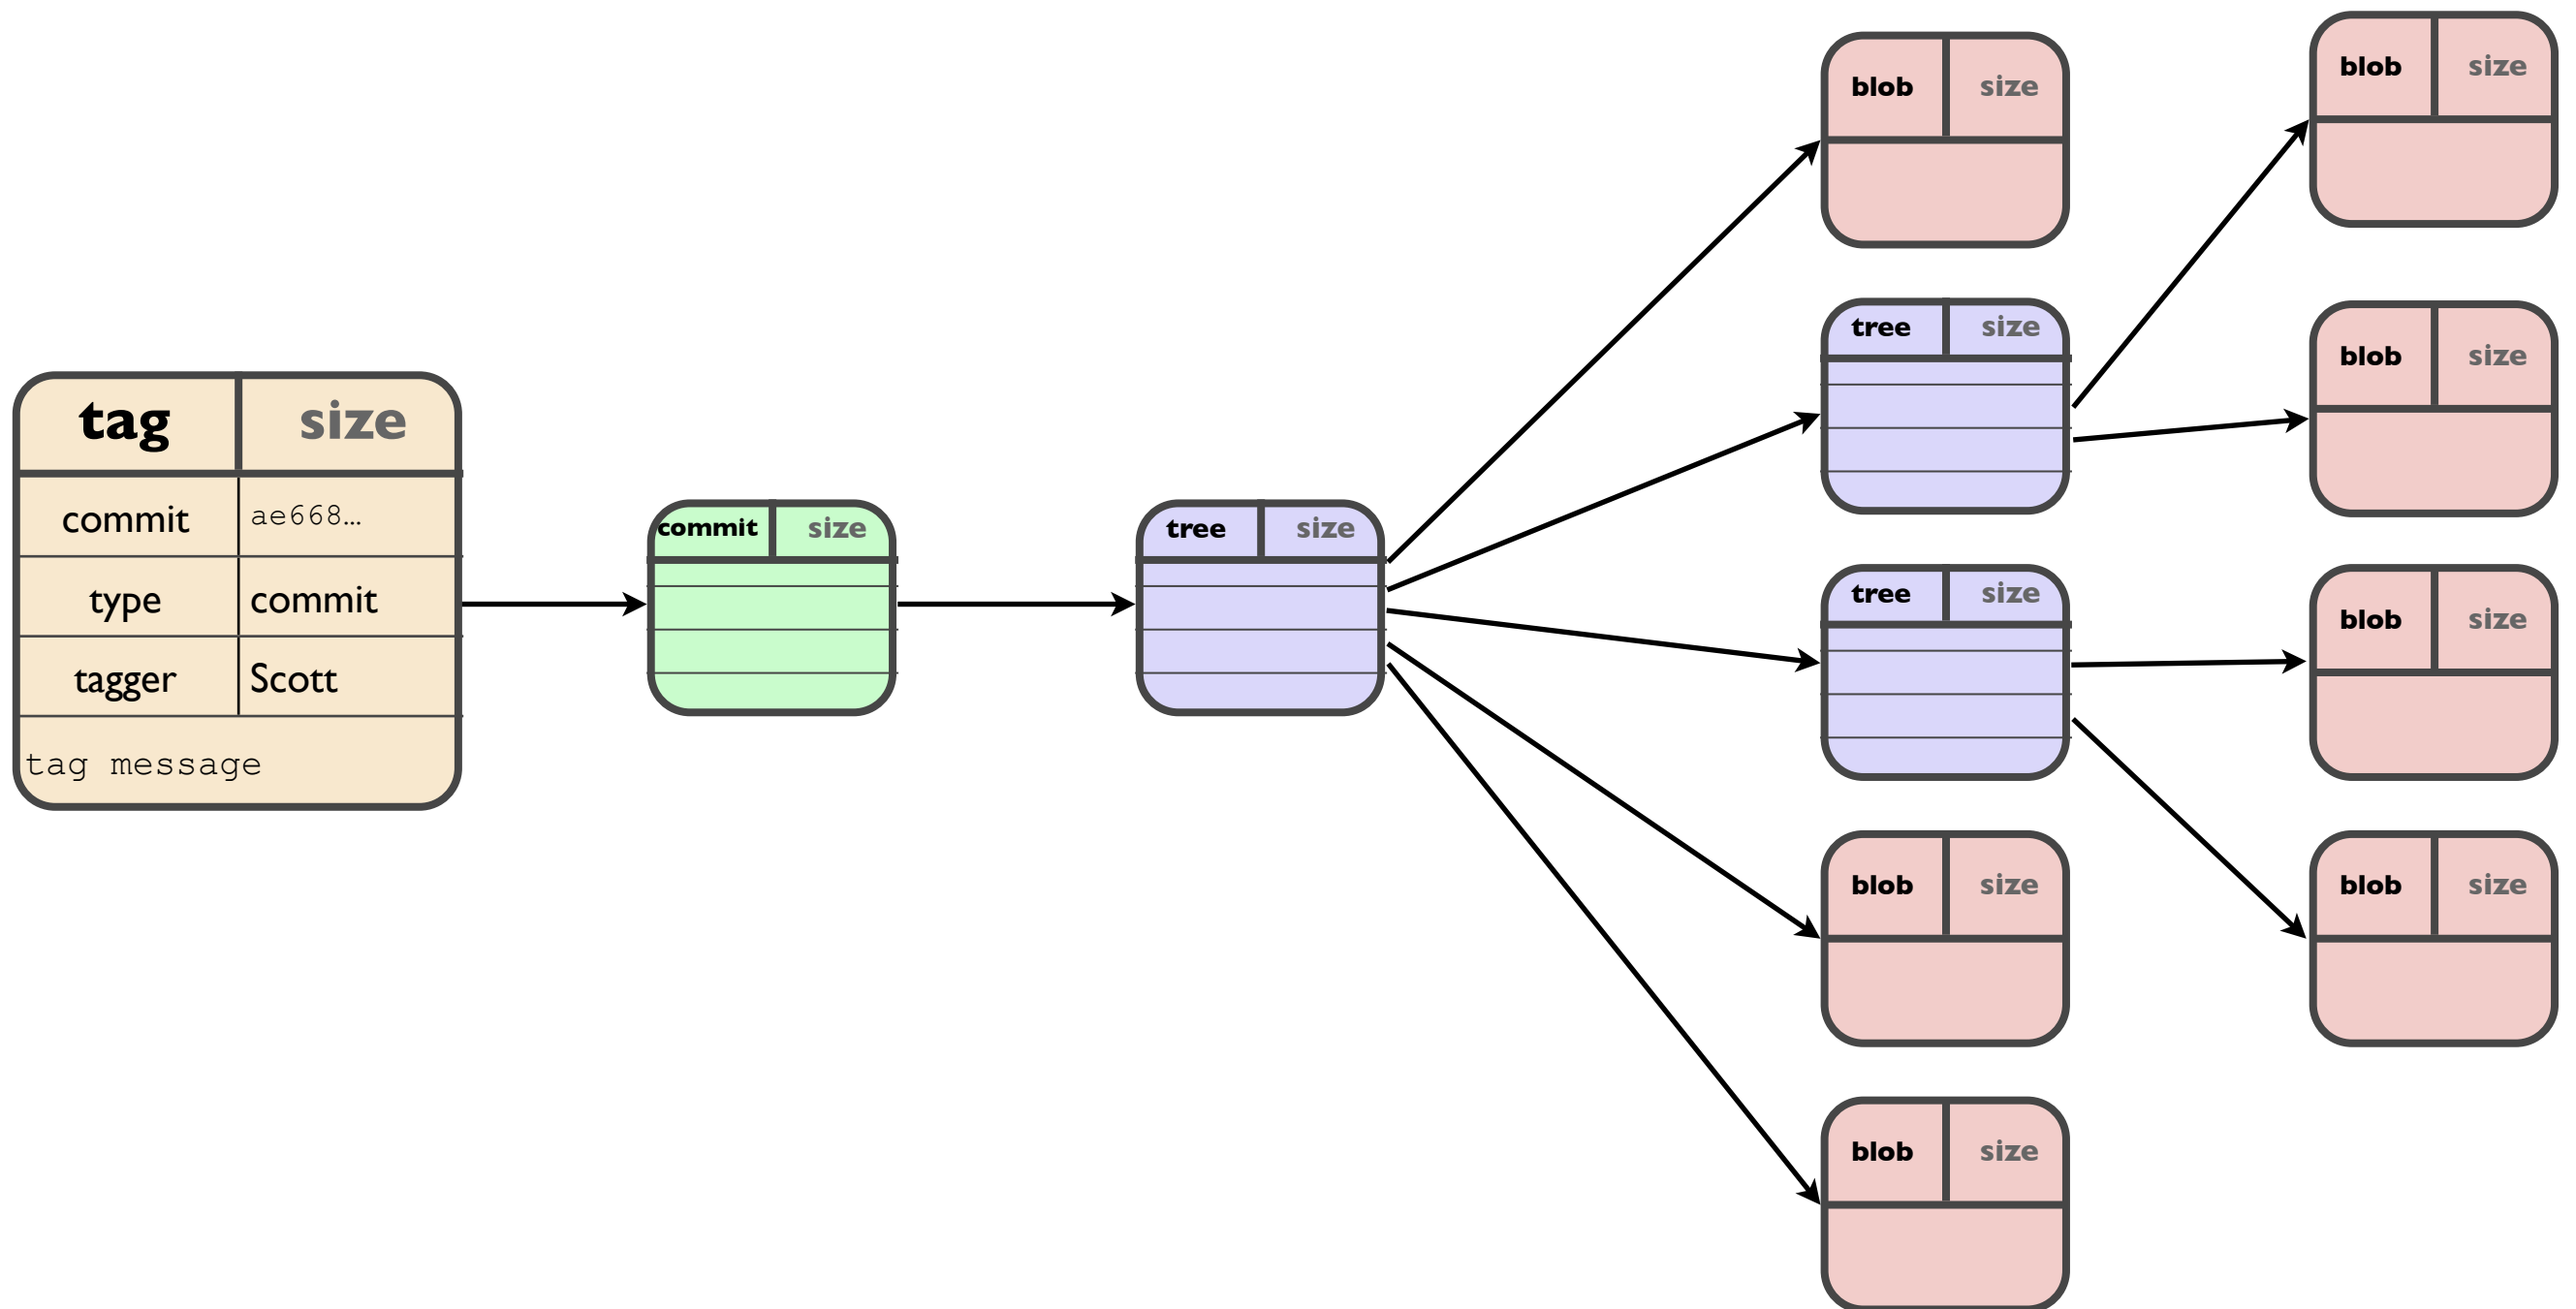 tag size
commit ae668...
type commit
tagger Scott
tag message
commit size
tree size
blob size
tree size
tree size
blob size
blob size
blob size
blob size
blob size
blob size